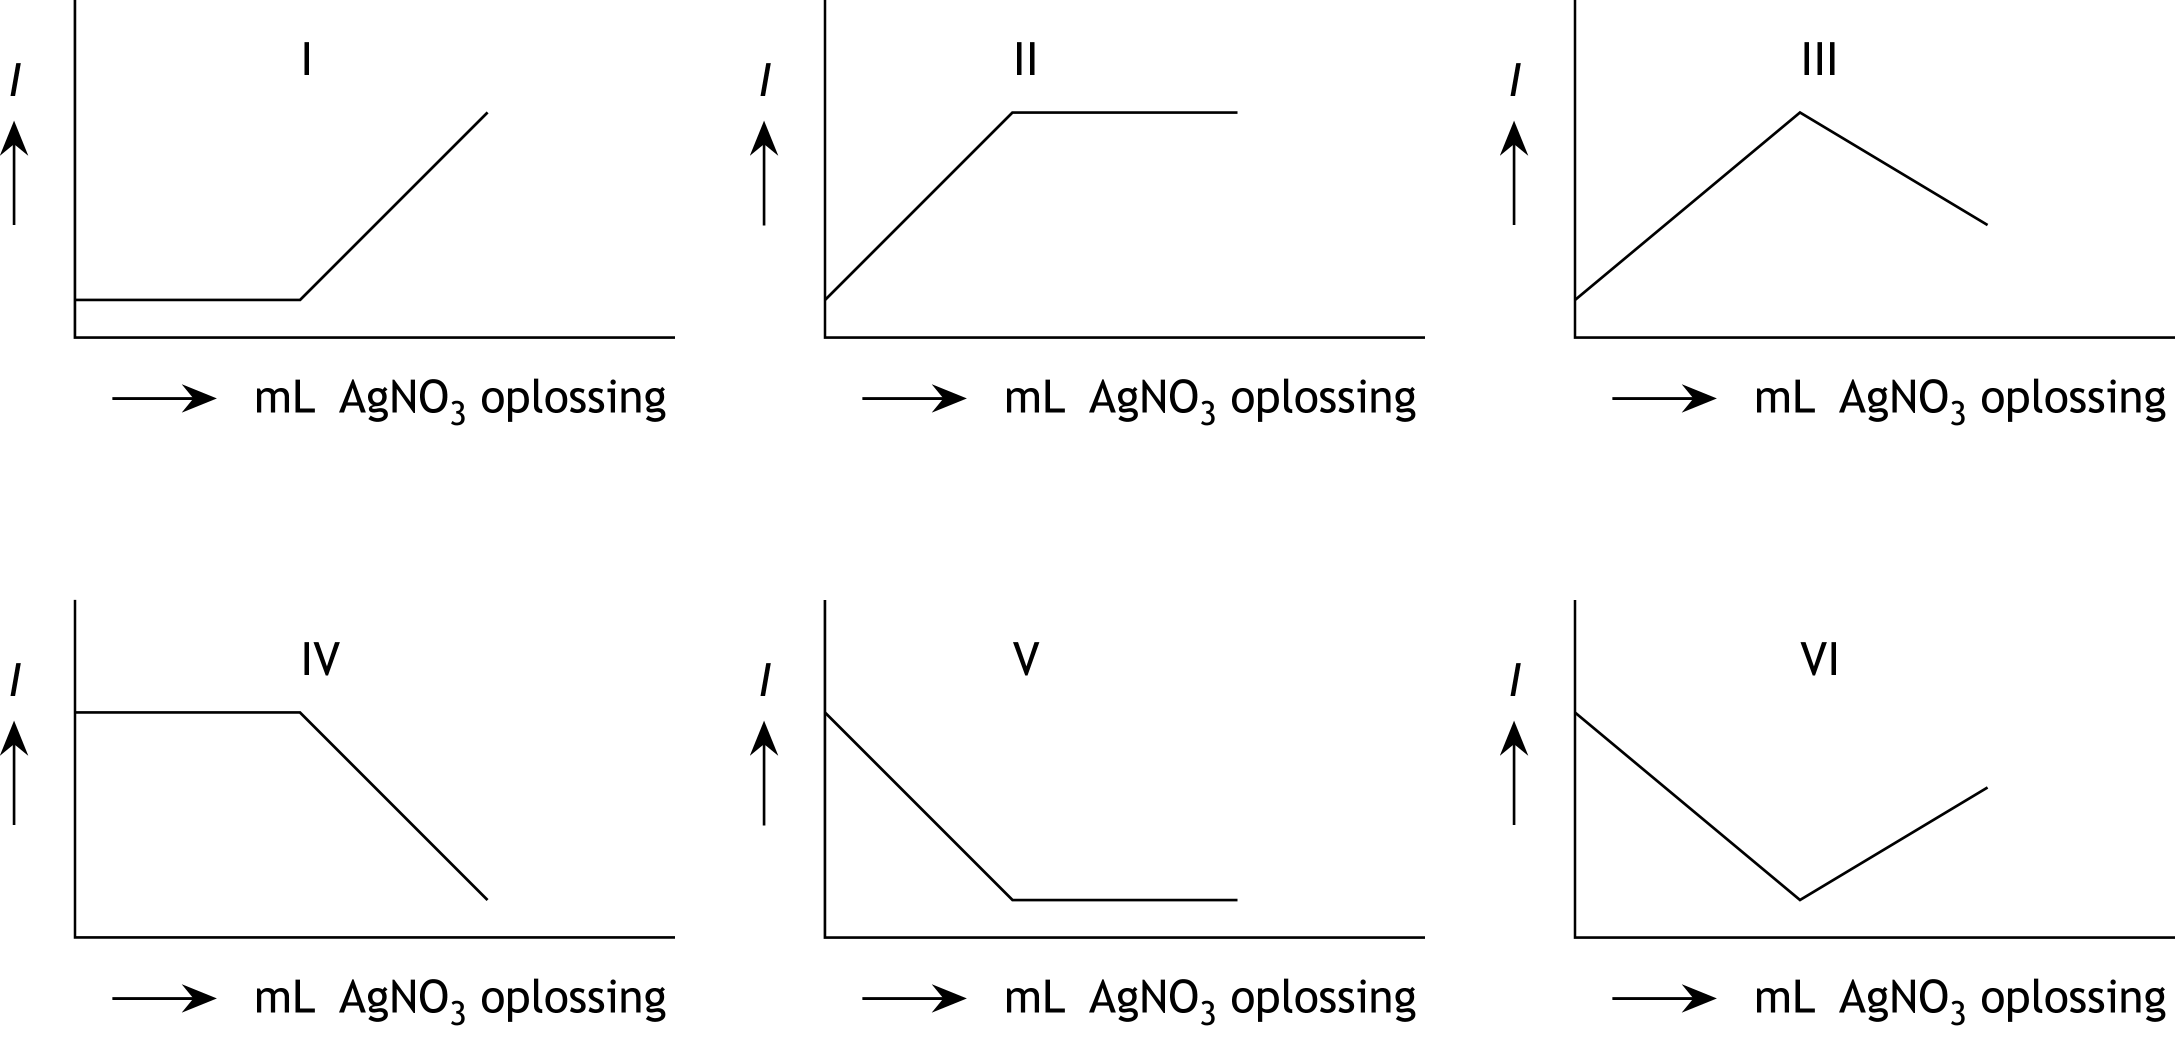 I
I
mL AgNO₃ oplossing
II
I
mL AgNO₃ oplossing
III
I
mL AgNO₃ oplossing
IV
I
mL AgNO₃ oplossing
V
I
mL AgNO₃ oplossing
VI
I
mL AgNO₃ oplossing